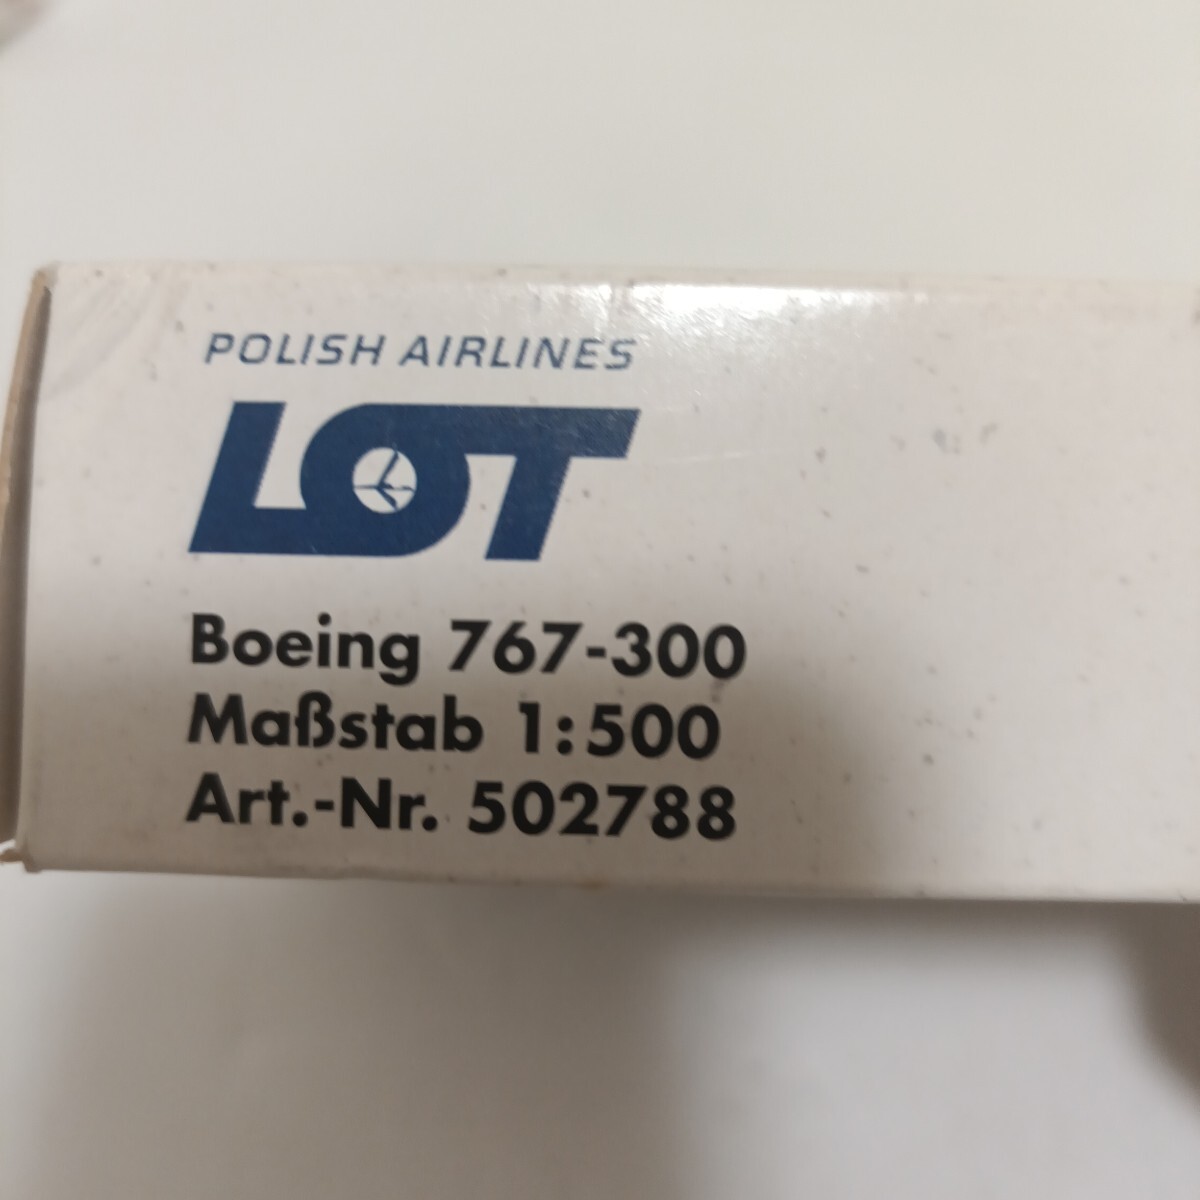 POLISH AIRLINES
LOT
Boeing 767-300
Maßstab 1:500
Art.-Nr. 502788